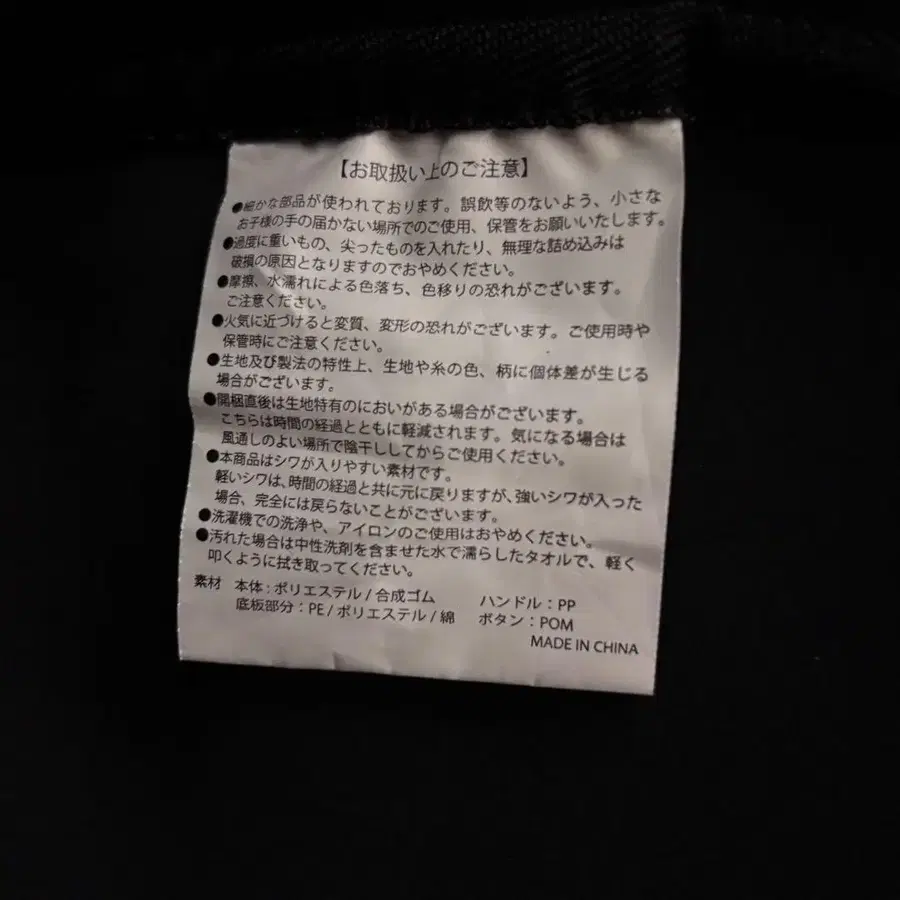 【お取扱い上のご注意】
●細かな部品が使われております。誤飲等のないよう、小さな
お子様の手の届かない場所でのご使用、保管をお願いいたします。
●過度に重いもの、尖ったものを入れたり、無理な詰め込みは
破損の原因となりますのでおやめください。
●摩擦、水濡れによる色落ち、色移りの恐れがございます。
ご注意ください。
●火気に近づけると変質、変形の恐れがございます。ご使用時や
保管時にご注意ください。
●生地及び製法の特性上、生地や糸の色、柄に個体差が生じる
場合がございます。
●開梱直後は生地特有のにおいがある場合がございます。
こちらは時間の経過とともに軽減されます。気になる場合は
風通しのよい場所で陰干ししてからご使用ください。
●本商品はシワが入りやすい素材です。
軽いシワは、時間の経過と共に元に戻りますが、強いシワが入った
場合、完全には戻らないことがございます。
●洗濯機での洗浄や、アイロンのご使用はおやめください。
●汚れた場合は中性洗剤を含ませた水で濡らしたタオルで、軽く
叩くように拭き取ってください。
素材 本体：ポリエステル / 合成ゴム ハンドル：PP
底板部分：PE / ポリエステル / 綿 ボタン：POM
MADE IN CHINA